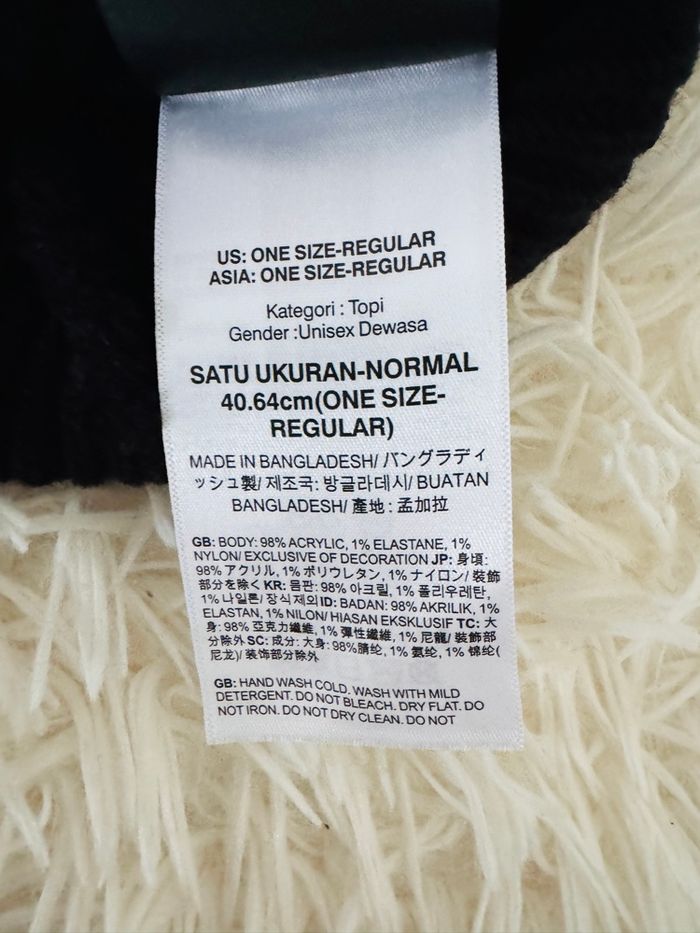 US: ONE SIZE-REGULAR
ASIA: ONE SIZE-REGULAR
Kategori : Topi
Gender :Unisex Dewasa
SATU UKURAN-NORMAL
40.64cm(ONE SIZE-
REGULAR)
MADE IN BANGLADESH/ バングラディ
ッシュ製/ 제조국: 방글라데시/ BUATAN
BANGLADESH/ 產地 : 孟加拉
GB: BODY: 98% ACRYLIC, 1% ELASTANE, 1%
NYLON/ EXCLUSIVE OF DECORATION JP: 身頃:
98% アクリル, 1% ポリウレタン, 1% ナイロン/ 裝飾
部分を除く KR: 몸판: 98% 아크릴, 1% 폴리우레탄,
1% 나일론/ 장식 제외 ID: BADAN: 98% AKRILIK, 1%
ELASTAN, 1% NILON/ HIASAN EKSKLUSIF TC: 大
身: 98% 亞克力纖維, 1% 彈性纖維, 1% 尼龍/ 裝飾部
分除外 SC: 成分: 大身: 98%腈纶, 1% 氨纶, 1% 锦纶(
尼龙)/ 装饰部分除外
GB: HAND WASH COLD. WASH WITH MILD
DETERGENT. DO NOT BLEACH. DRY FLAT. DO
NOT IRON. DO NOT DRY CLEAN. DO NOT